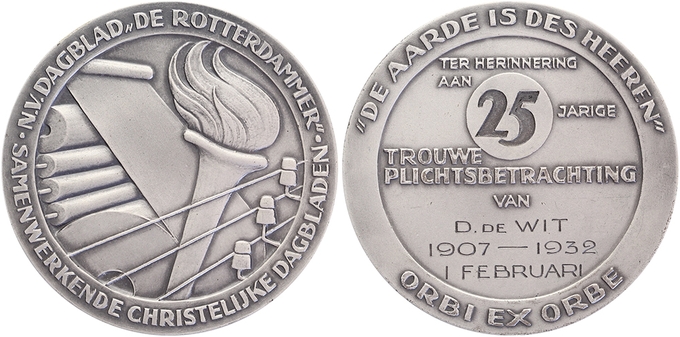 · N.V. DAGBLAD „DE ROTTERDAMMER" ·
SAMENWERKENDE CHRISTELIJKE DAGBLADEN
"DE AARDE IS DES HEEREN"
TER HERINNERING
AAN
25
JARIGE
TROUWE
PLICHTSBETRACHTING
VAN
D. DE WIT
1907 — 1932
1 FEBRUARI
ORBI EX ORBE